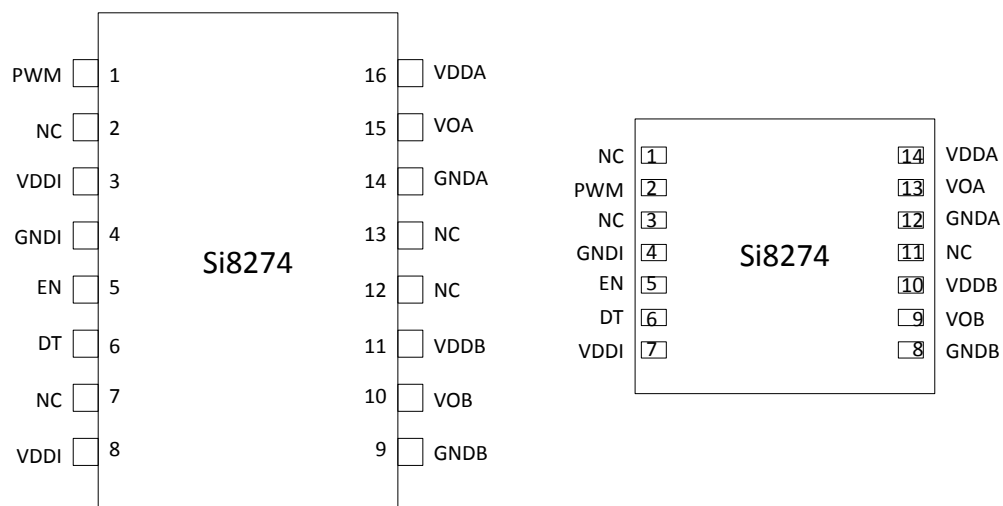 PWM 1 16 VDDA
NC 2 15 VOA
VDDI 3 14 GNDA
GNDI 4 13 NC
Si8274
EN 5 12 NC
DT 6 11 VDDB
NC 7 10 VOB
VDDI 8 9 GNDB
NC 1 14 VDDA
PWM 2 13 VOA
NC 3 12 GNDA
GNDI 4 Si8274 11 NC
EN 5 10 VDDB
DT 6 9 VOB
VDDI 7 8 GNDB